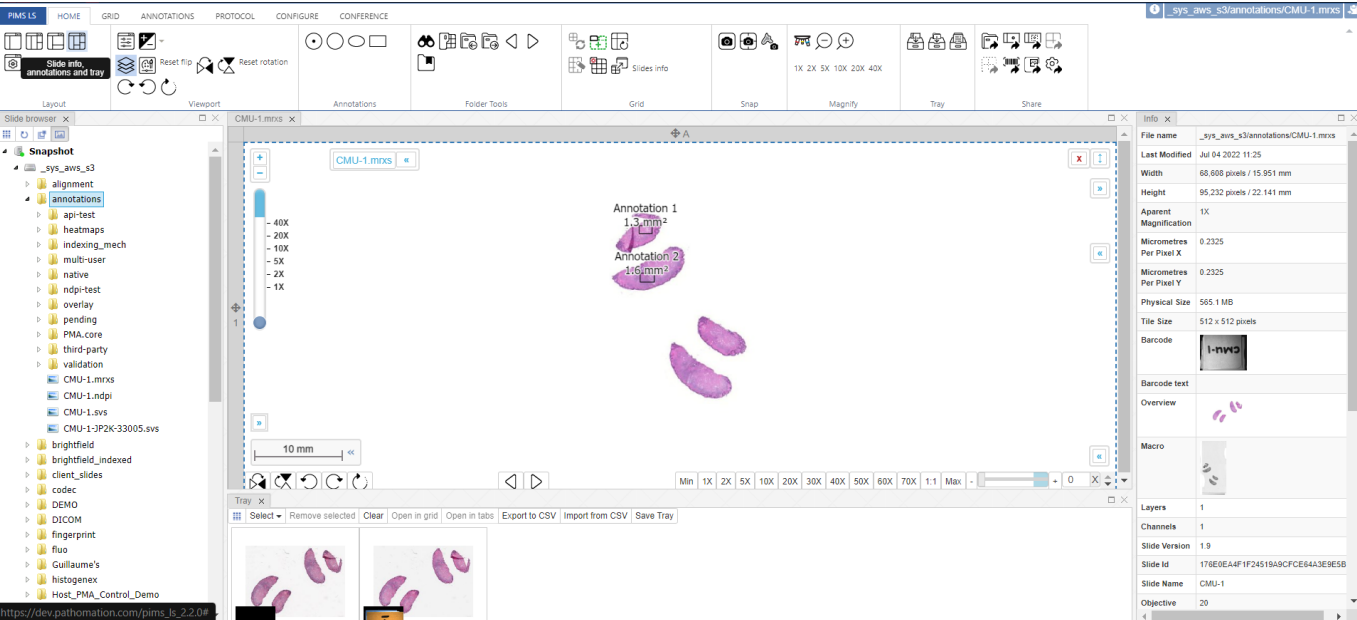 PIMS LS HOME GRID ANNOTATIONS PROTOCOL CONFIGURE CONFERENCE
_sys_aws_s3/annotations/CMU-1.mrxs
Slide info, annotations and tray
Reset flip
Reset rotation
Slides info
1X 2X 5X 10X 20X 40X
Layout Viewport Annotations Folder Tools Grid Snap Magnify Tray Share
Slide browser x
Snapshot
_sys_aws_s3
alignment
annotations
api-test
heatmaps
indexing_mech
multi-user
native
ndpi-test
overlay
pending
PMA.core
third-party
validation
CMU-1.mrxs
CMU-1.ndpi
CMU-1.svs
CMU-1-JP2K-33005.svs
brightfield
brightfield_indexed
client_slides
codec
DEMO
DICOM
fingerprint
fluo
Guillaume's
histogenex
Host_PMA_Control_Demo
https://dev.pathomation.com/pims_ls_2.2.0#
CMU-1.mrxs x
A
1
+
CMU-1.mrxs «
X
-
40X
20X
10X
5X
2X
1X
Annotation 1
1.3 mm²
Annotation 2
1.6 mm²
»
«
»
10 mm «
«
Min 1X 2X 5X 10X 20X 30X 40X 50X 60X 70X 1:1 Max - + 0 X
Tray x
Select Remove selected Clear Open in grid Open in tabs Export to CSV Import from CSV Save Tray
Info x
File name _sys_aws_s3/annotations/CMU-1.mrxs
Last Modified Jul 04 2022 11:25
Width 68,608 pixels / 15.951 mm
Height 95,232 pixels / 22.141 mm
Aparent Magnification 1X
Micrometres Per Pixel X 0.2325
Micrometres Per Pixel Y 0.2325
Physical Size 565.1 MB
Tile Size 512 x 512 pixels
Barcode CMU-1
Barcode text
Overview
Macro
Layers 1
Channels 1
Slide Version 1.9
Slide Id 176E0EA4F1F24519A9CFCE64A3E9E5B
Slide Name CMU-1
Objective 20